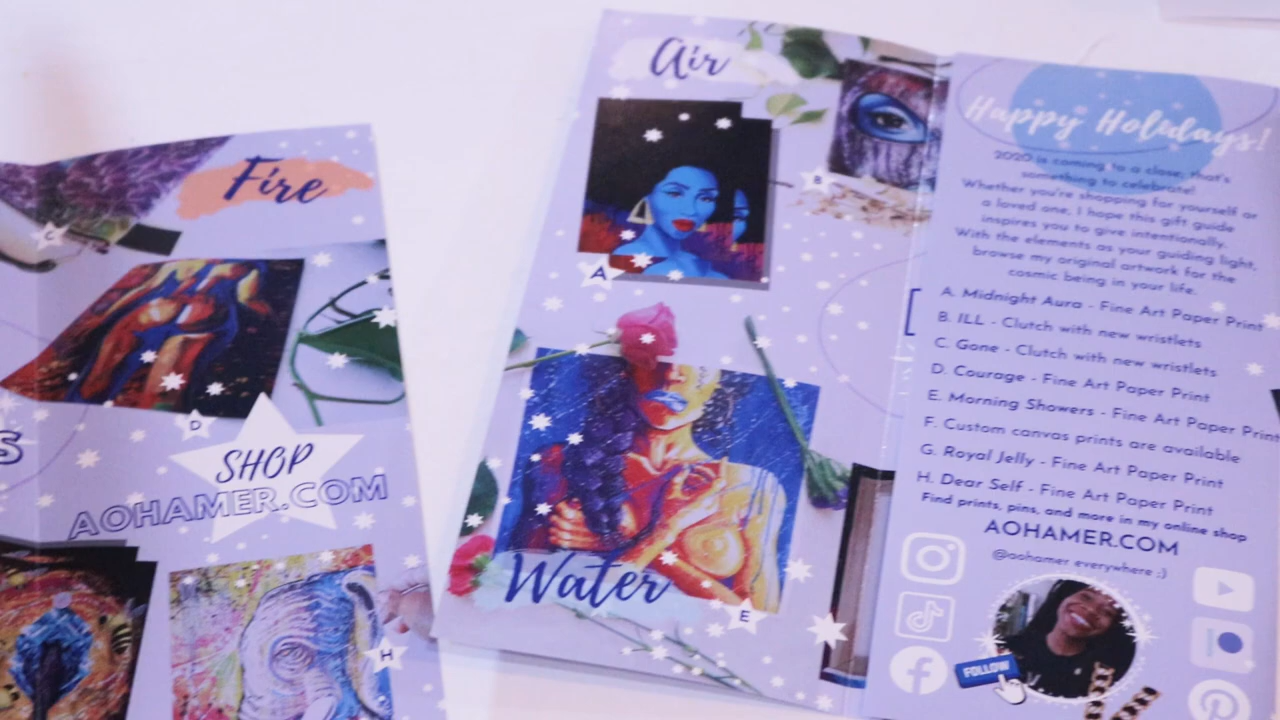 Fire
C
D
S
SHOP
AOHAMER.COM
H
Air
B
A
Water
E
Happy Holidays!
2020 is coming to a close, that's
something to celebrate!
Whether you're shopping for yourself or
a loved one, I hope this gift guide
inspires you to give intentionally.
With the elements as your guiding light,
browse my original artwork for the
cosmic being in your life.
A. Midnight Aura - Fine Art Paper Print
B. ILL - Clutch with new wristlets
C. Gone - Clutch with new wristlets
D. Courage - Fine Art Paper Print
E. Morning Showers - Fine Art Paper Print
F. Custom canvas prints are available
G. Royal Jelly - Fine Art Paper Print
H. Dear Self - Fine Art Paper Print
Find prints, pins, and more in my online shop
AOHAMER.COM
@aohamer everywhere :)
FOLLOW